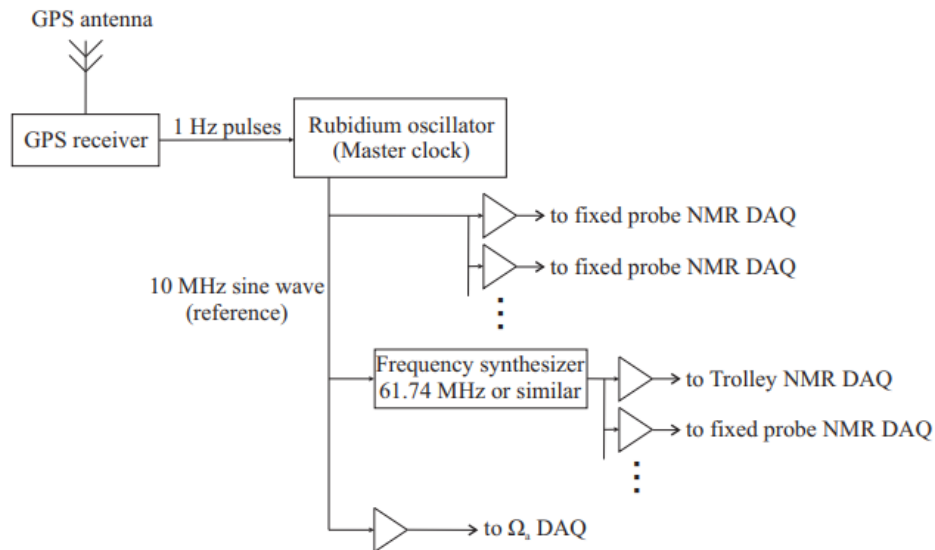 GPS antenna
GPS receiver
1 Hz pulses
Rubidium oscillator
(Master clock)
to fixed probe NMR DAQ
to fixed probe NMR DAQ
10 MHz sine wave
(reference)
Frequency synthesizer
61.74 MHz or similar
to Trolley NMR DAQ
to fixed probe NMR DAQ
to Ωₐ DAQ